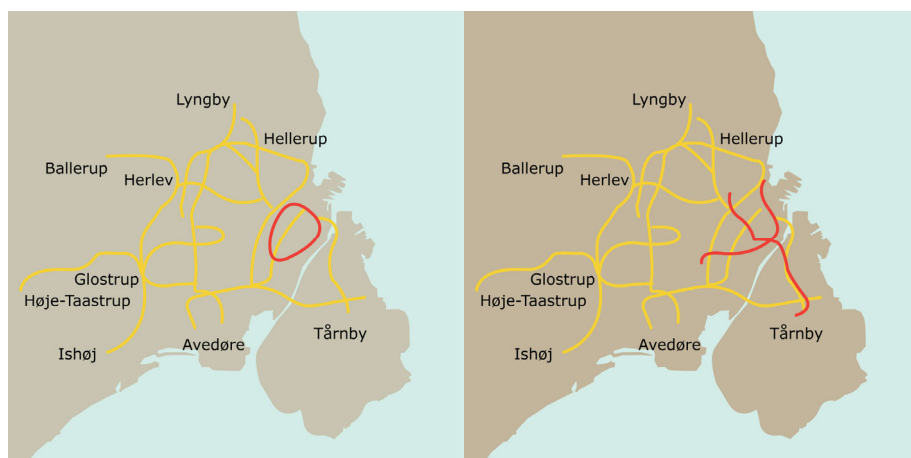 Lyngby
Hellerup
Ballerup
Herlev
Glostrup
Høje-Taastrup
Ishøj
Avedøre
Tårnby
Lyngby
Hellerup
Ballerup
Herlev
Glostrup
Høje-Taastrup
Ishøj
Avedøre
Tårnby